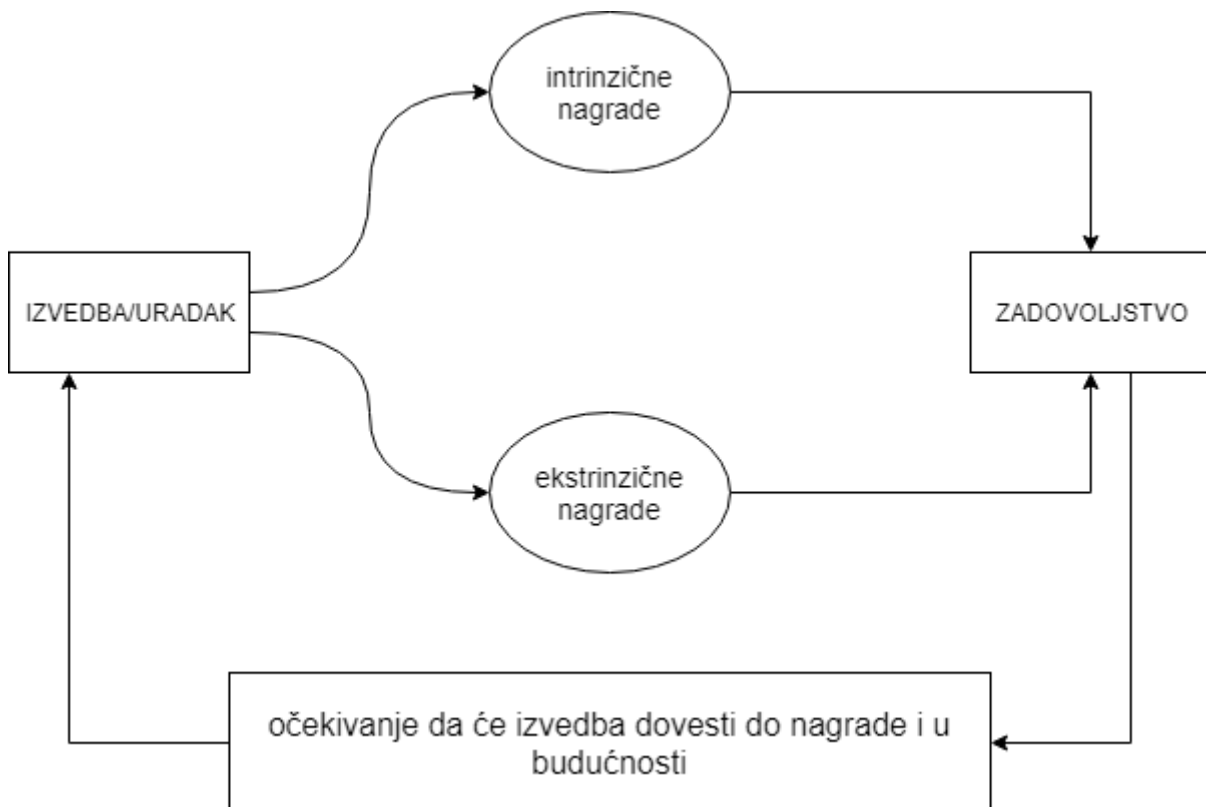 intrinzične
nagrade
IZVEDBA/URADAK
ZADOVOLJSTVO
ekstrinzične
nagrade
očekivanje da će izvedba dovesti do nagrade i u
budućnosti